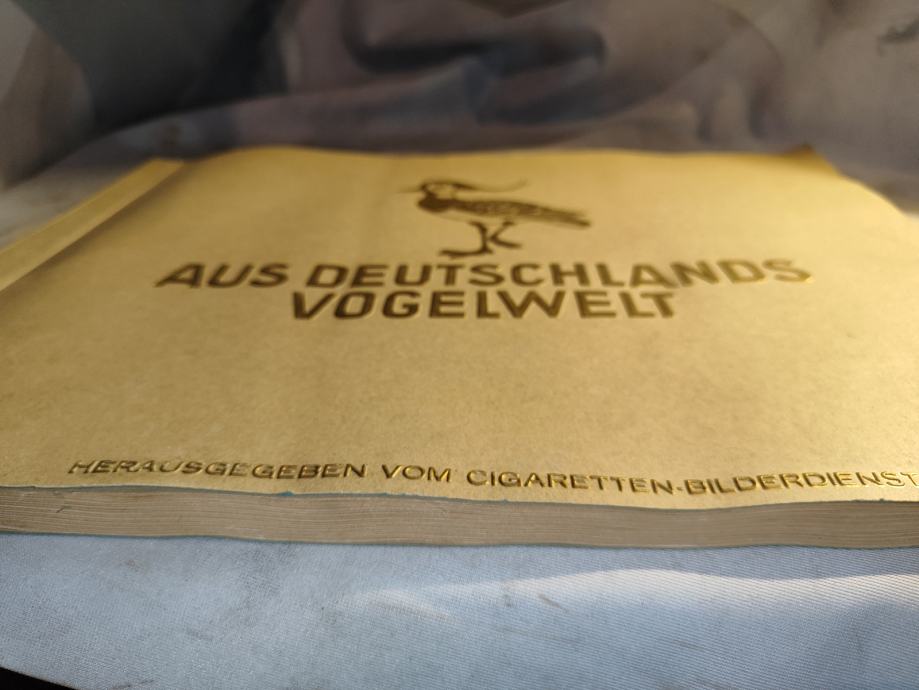 AUS DEUTSCHLANDS
VOGELWELT
HERAUSGEGEBEN VOM CIGARETTEN-BILDERDIENST